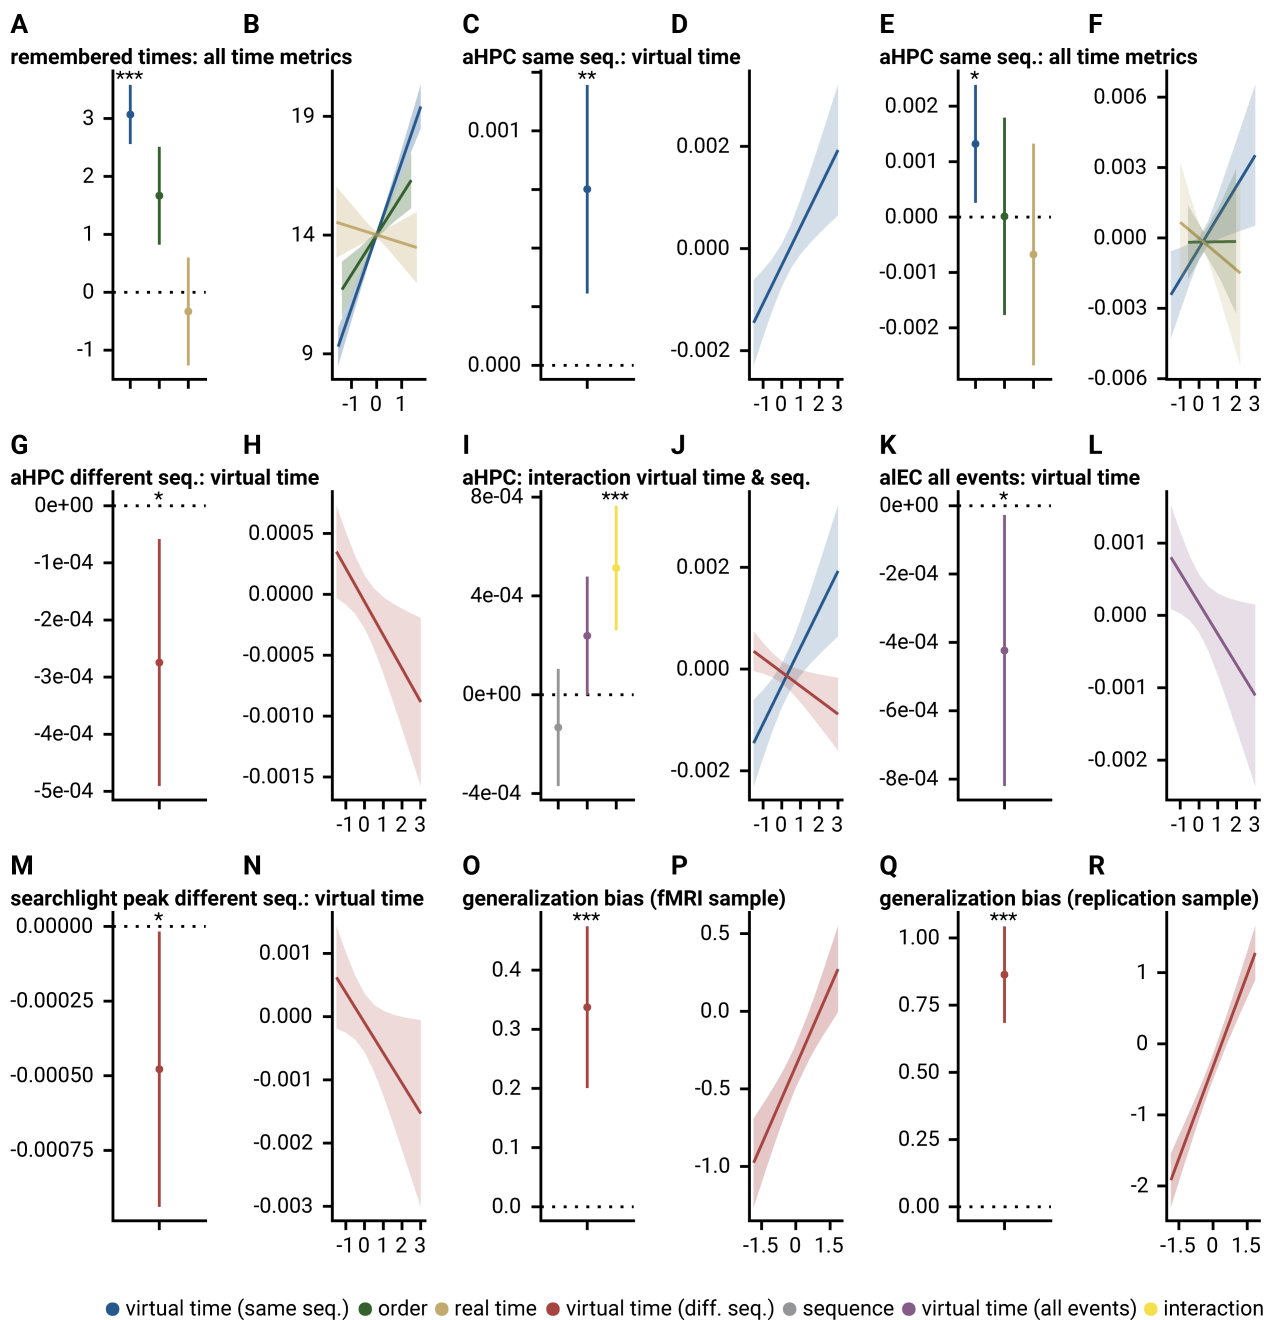 A
B
C
D
E
F
remembered times: all time metrics
aHPC same seq.: virtual time
aHPC same seq.: all time metrics
***
3
2
1
0
-1
19
14
9
-1 0 1
**
0.001
0.000
0.002
0.000
-0.002
-1 0 1 2 3
*
0.002
0.001
0.000
-0.001
-0.002
0.006
0.003
0.000
-0.003
-0.006
-1 0 1 2 3
G
H
I
J
K
L
aHPC different seq.: virtual time
aHPC: interaction virtual time & seq.
alEC all events: virtual time
*
0e+00
-1e-04
-2e-04
-3e-04
-4e-04
-5e-04
0.0005
0.0000
-0.0005
-0.0010
-0.0015
-1 0 1 2 3
***
8e-04
4e-04
0e+00
-4e-04
0.002
0.000
-0.002
-1 0 1 2 3
*
0e+00
-2e-04
-4e-04
-6e-04
-8e-04
0.001
0.000
-0.001
-0.002
-1 0 1 2 3
M
N
O
P
Q
R
searchlight peak different seq.: virtual time
generalization bias (fMRI sample)
generalization bias (replication sample)
*
0.00000
-0.00025
-0.00050
-0.00075
0.001
0.000
-0.001
-0.002
-0.003
-1 0 1 2 3
***
0.4
0.3
0.2
0.1
0.0
0.5
0.0
-0.5
-1.0
-1.5 0 1.5
***
1.00
0.75
0.50
0.25
0.00
1
0
-1
-2
-1.5 0 1.5
virtual time (same seq.) order real time virtual time (diff. seq.) sequence virtual time (all events) interaction